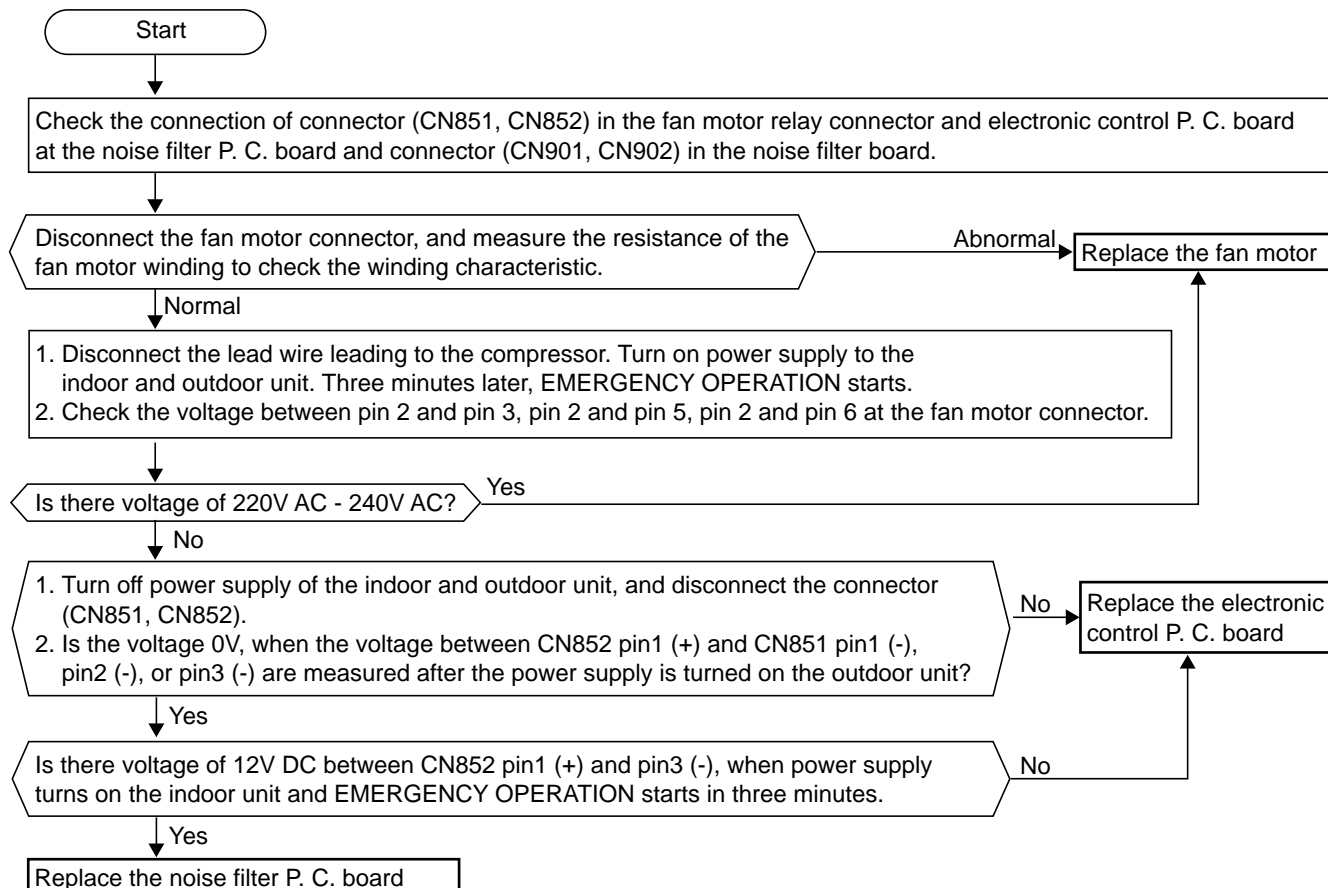 Start
Check the connection of connector (CN851, CN852) in the fan motor relay connector and electronic control P. C. board
at the noise filter P. C. board and connector (CN901, CN902) in the noise filter board.
Disconnect the fan motor connector, and measure the resistance of the
fan motor winding to check the winding characteristic.
Abnormal
Replace the fan motor
Normal
1. Disconnect the lead wire leading to the compressor. Turn on power supply to the
indoor and outdoor unit. Three minutes later, EMERGENCY OPERATION starts.
2. Check the voltage between pin 2 and pin 3, pin 2 and pin 5, pin 2 and pin 6 at the fan motor connector.
Is there voltage of 220V AC - 240V AC?
Yes
No
1. Turn off power supply of the indoor and outdoor unit, and disconnect the connector
(CN851, CN852).
2. Is the voltage 0V, when the voltage between CN852 pin1 (+) and CN851 pin1 (-),
pin2 (-), or pin3 (-) are measured after the power supply is turned on the outdoor unit?
No
Replace the electronic
control P. C. board
Yes
Is there voltage of 12V DC between CN852 pin1 (+) and pin3 (-), when power supply
turns on the indoor unit and EMERGENCY OPERATION starts in three minutes.
No
Yes
Replace the noise filter P. C. board